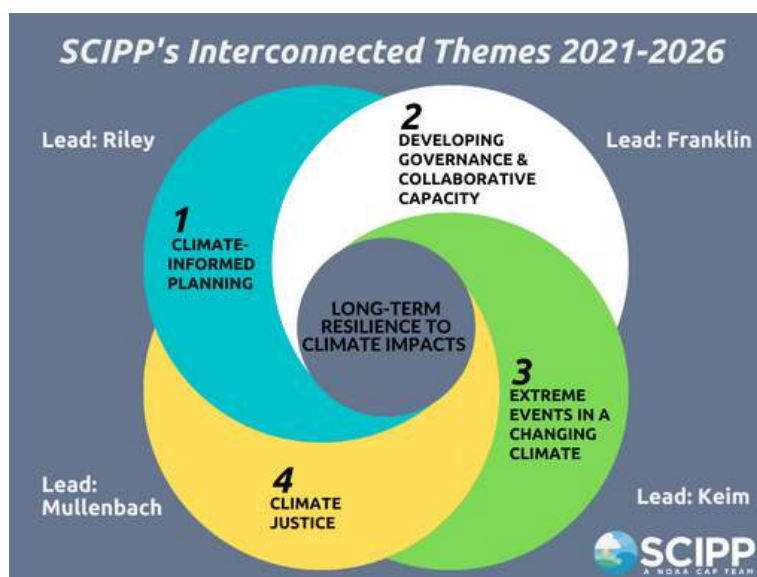 SCIPP's Interconnected Themes 2021-2026
Lead: Riley
Lead: Franklin
1
CLIMATE-
INFORMED
PLANNING
2
DEVELOPING
GOVERNANCE &
COLLABORATIVE
CAPACITY
LONG-TERM
RESILIENCE TO
CLIMATE IMPACTS
3
EXTREME
EVENTS IN A
CHANGING
CLIMATE
4
CLIMATE
JUSTICE
Lead:
Mullenbach
Lead: Keim
SCIPP
A NOAA CAP TEAM